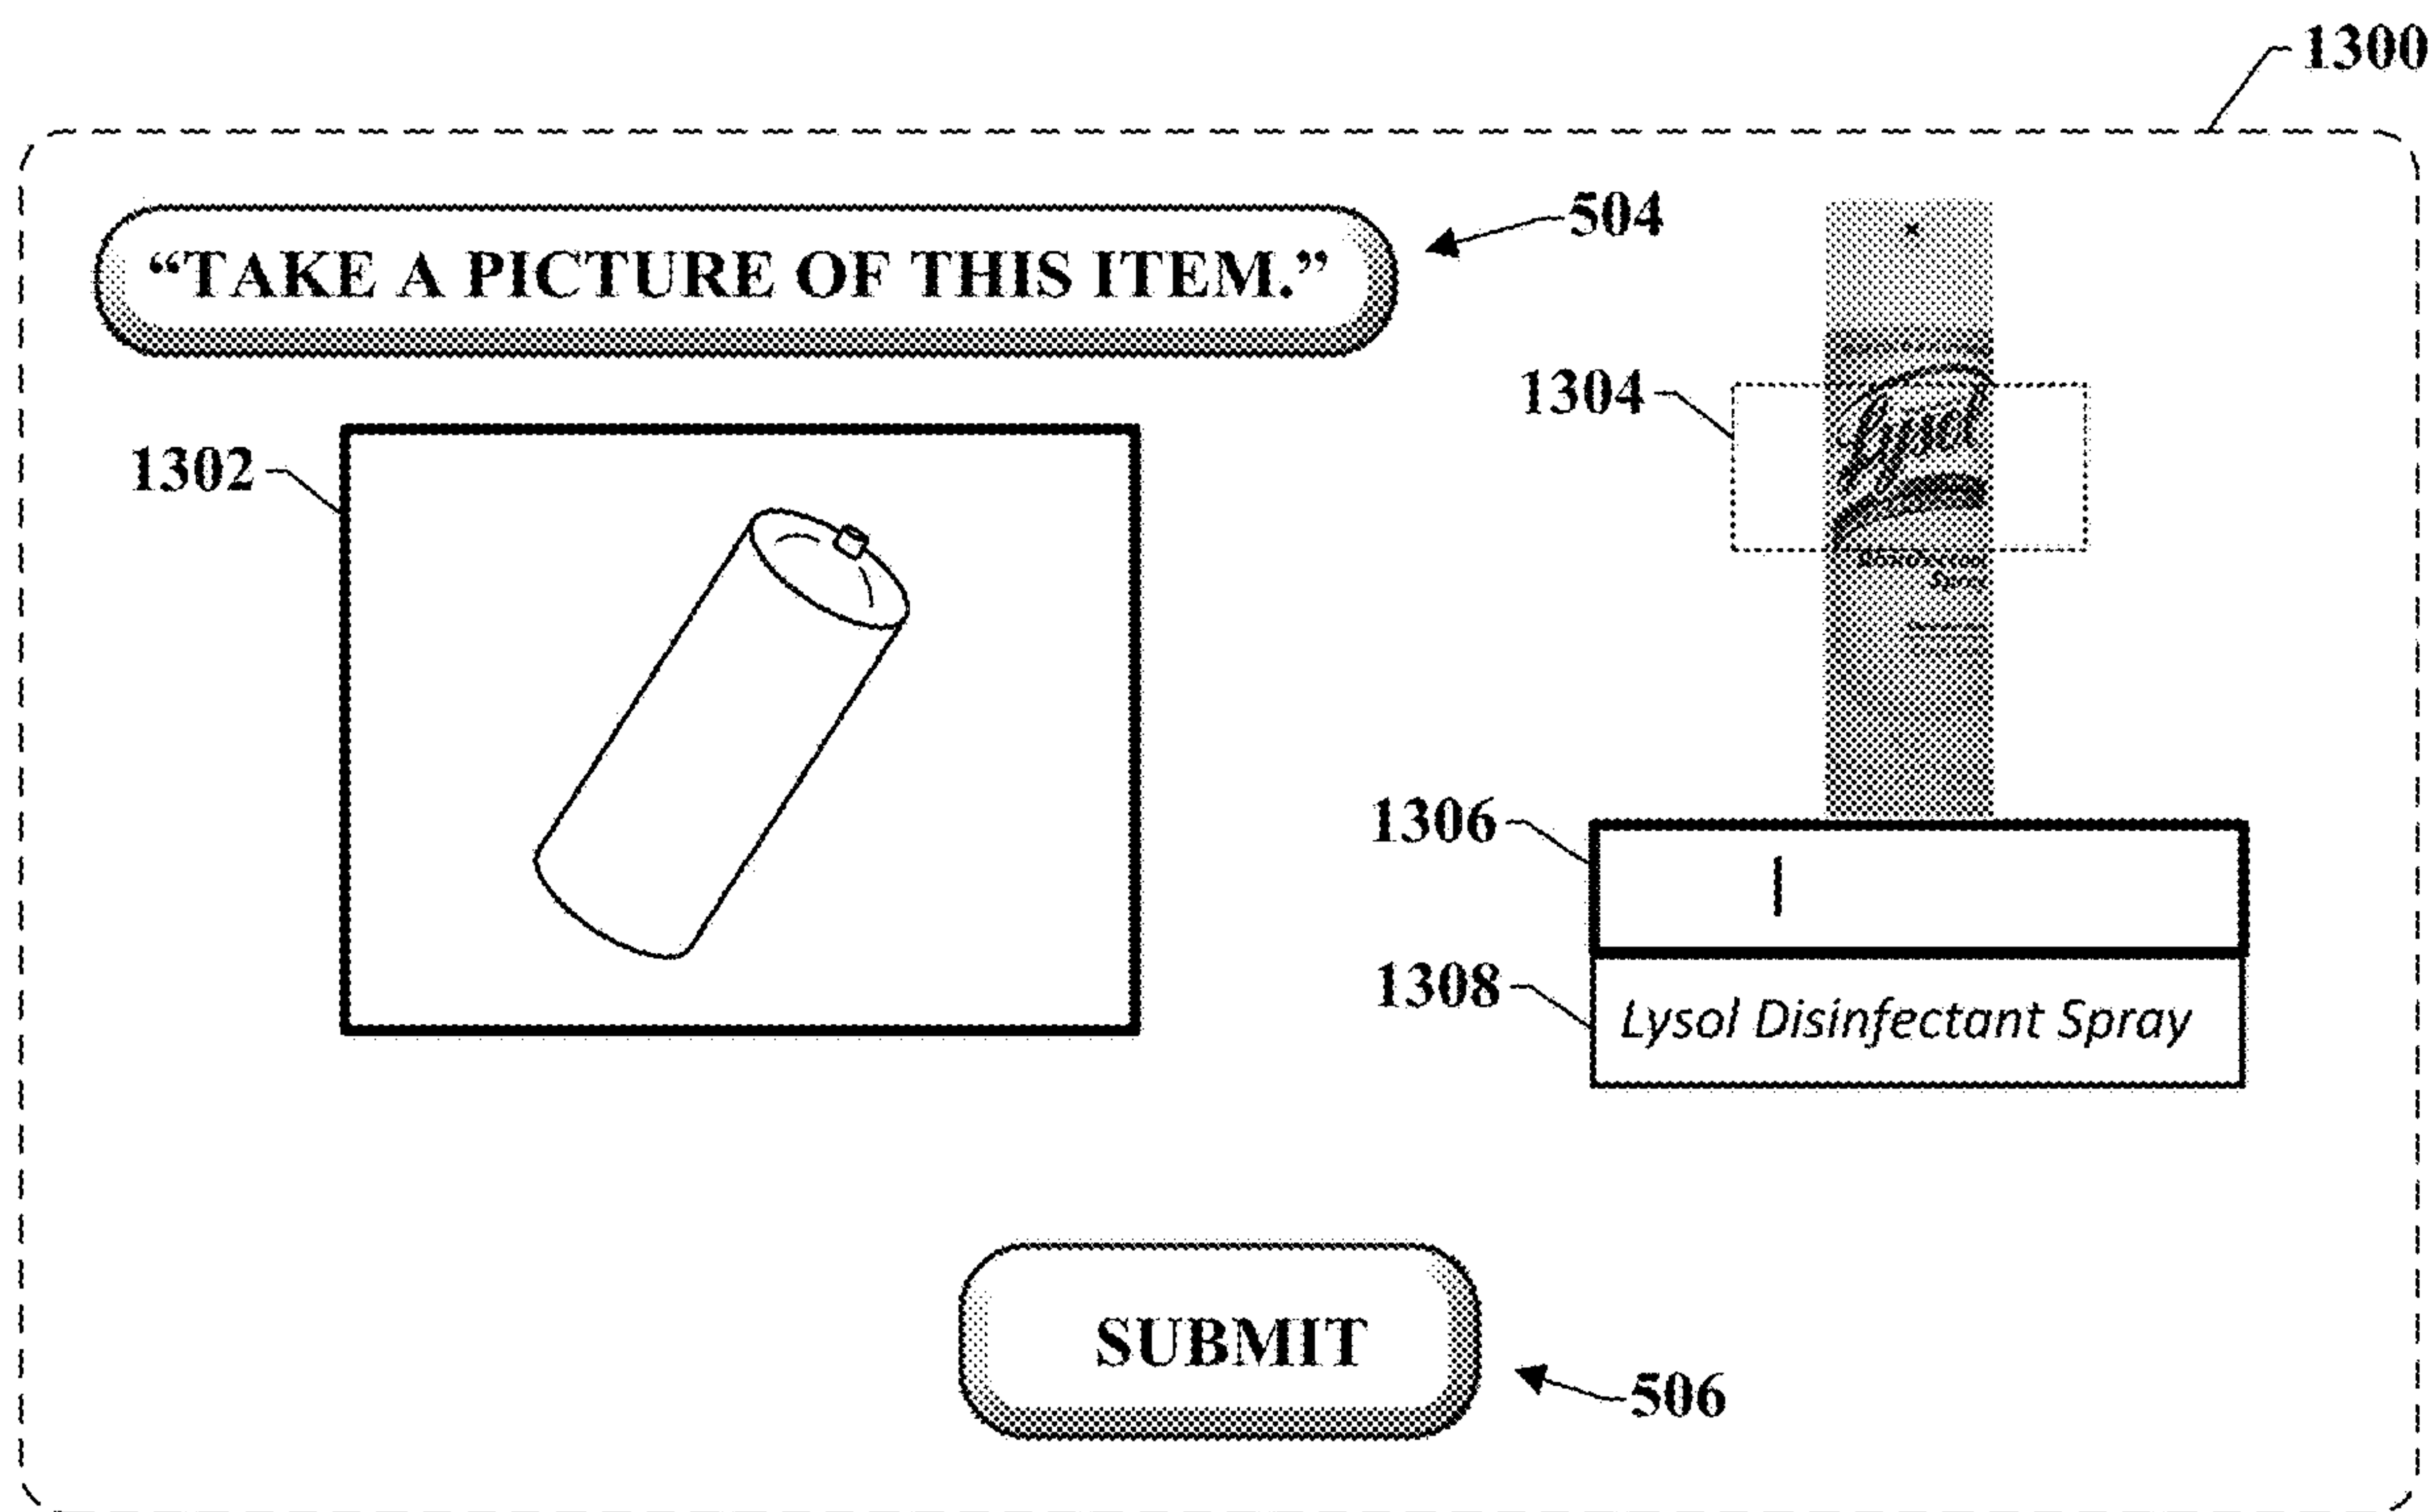 1300
“TAKE A PICTURE OF THIS ITEM.”
504
1304
Lysol
1302
1306
1308
Lysol Disinfectant Spray
SUBMIT
506